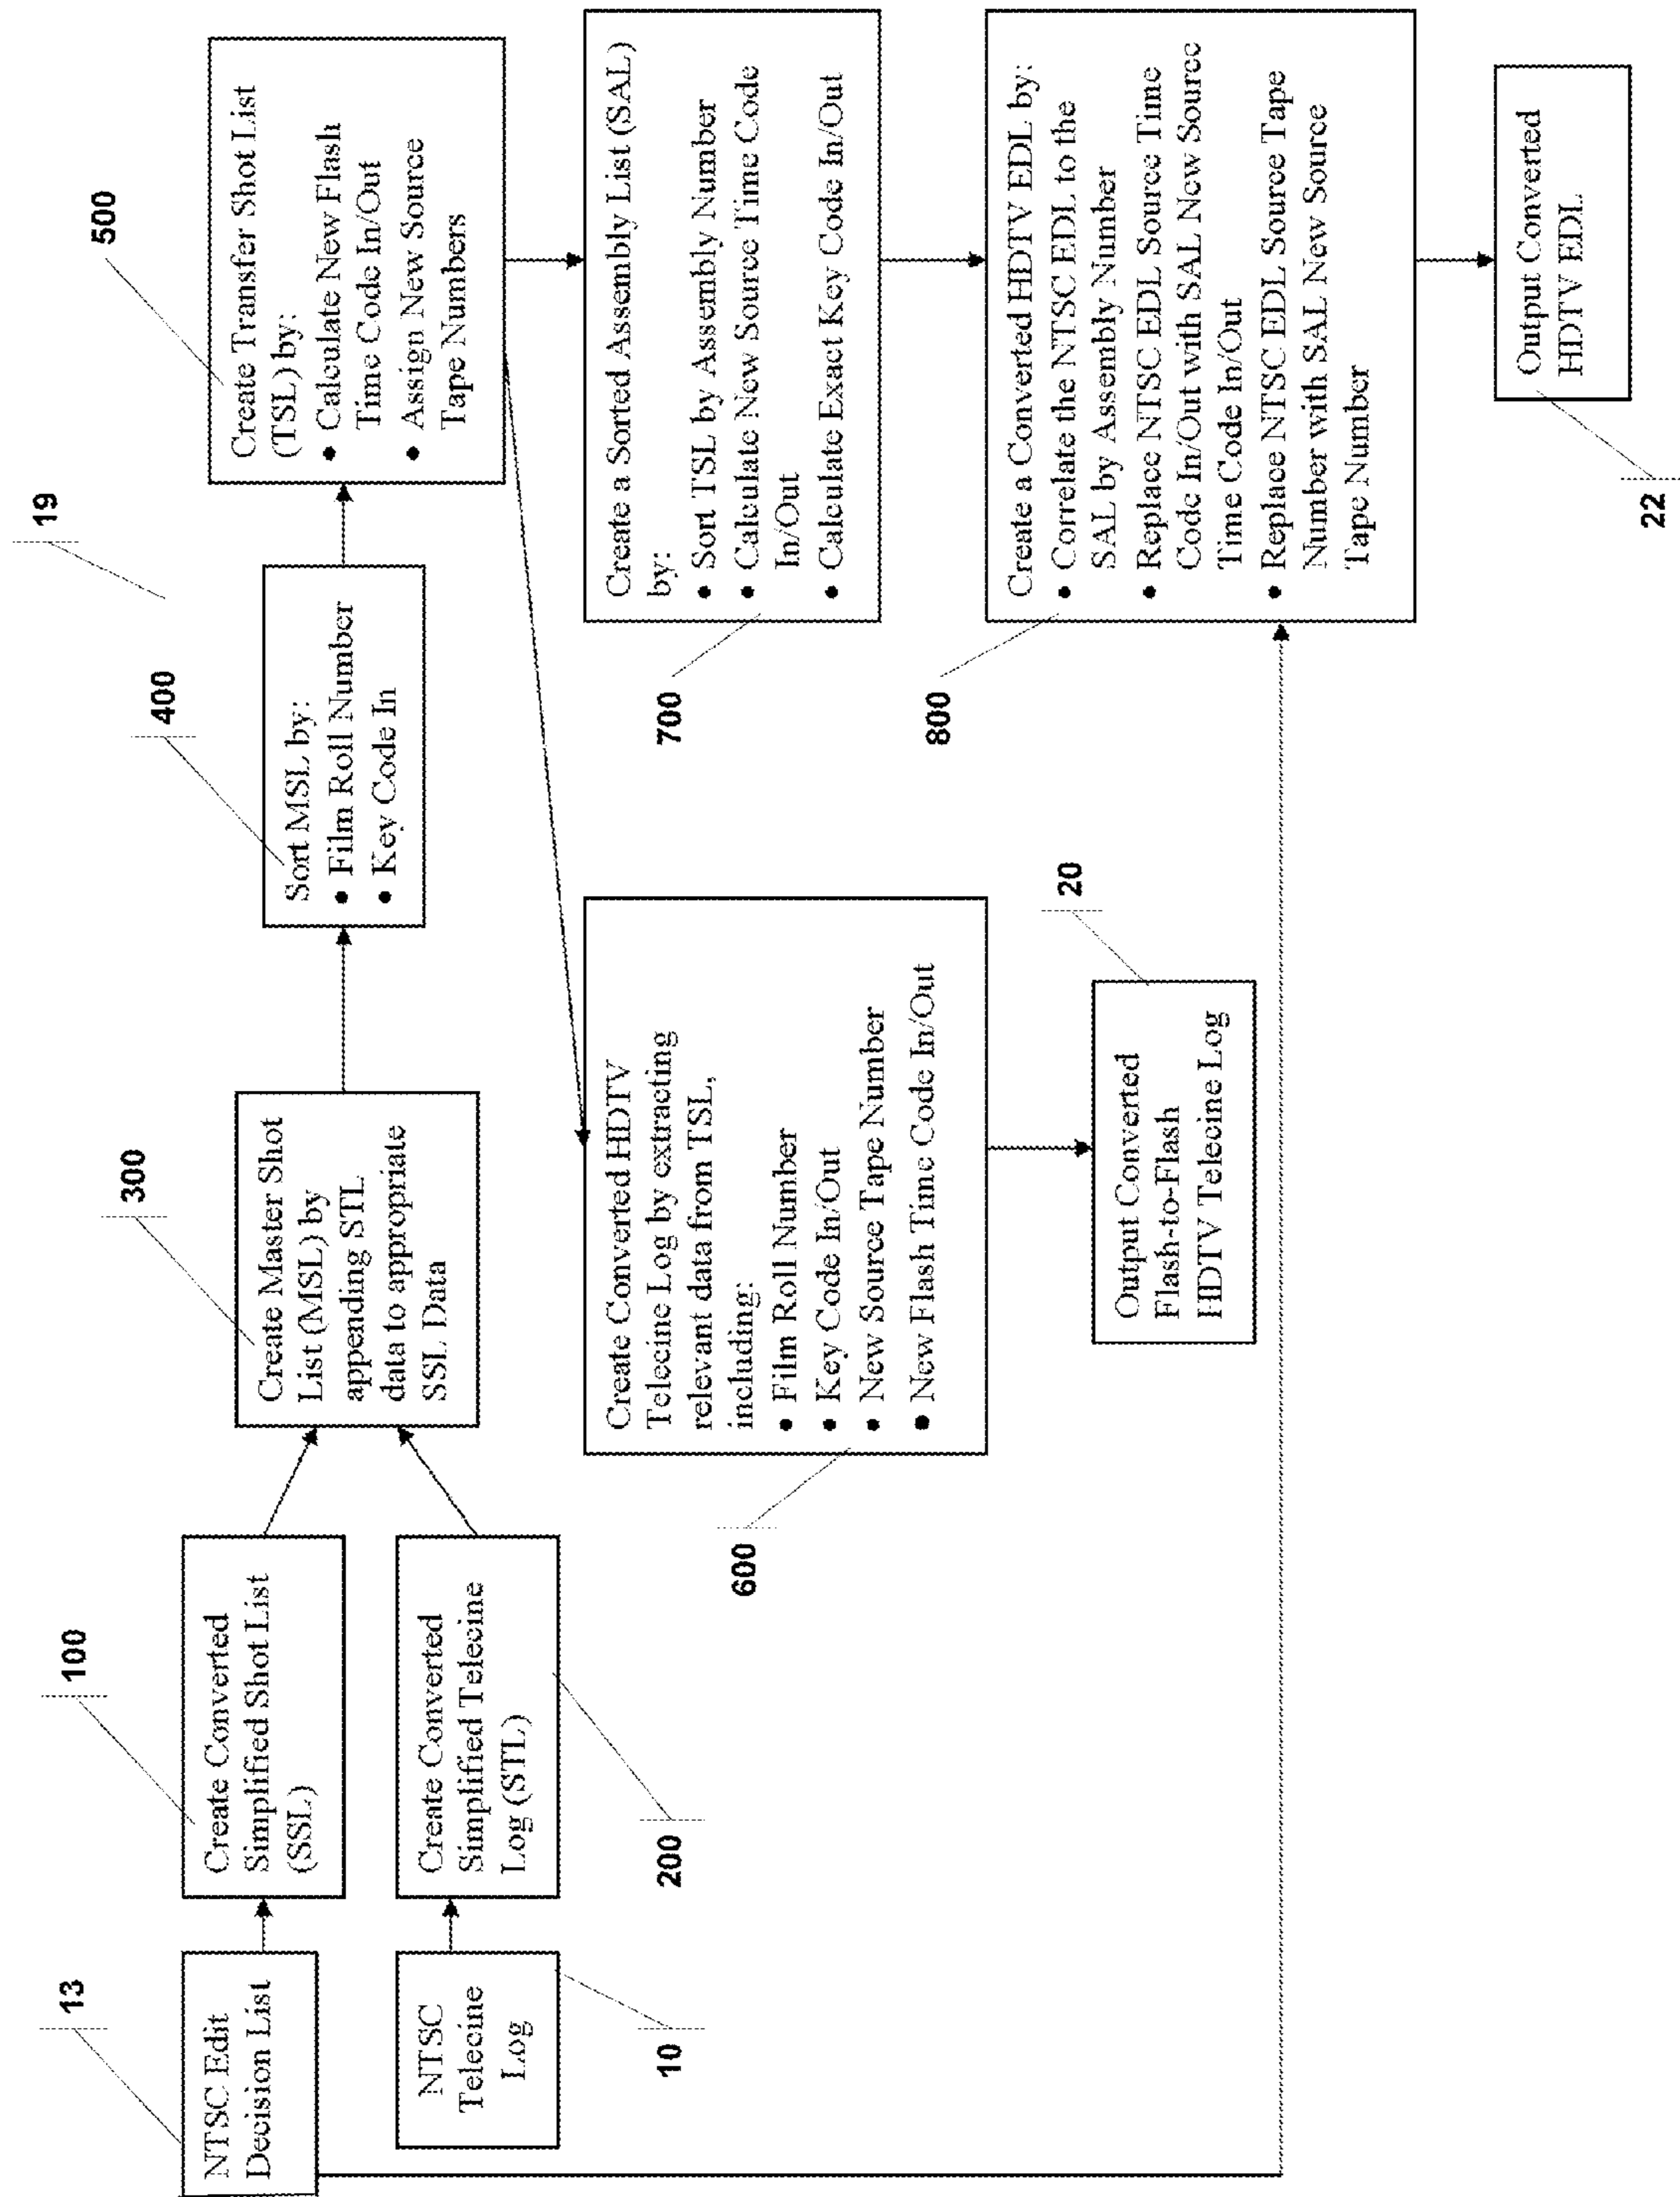 19
13
NTSC Edit
Decision List
100
Create Converted
Simplified Shot List
(SSL)
NTSC
Telecine
Log
10
Create Converted
Simplified Telecine
Log (STL)
200
300
Create Master Shot
List (MSL) by
appending STL
data to appropriate
SSL Data
400
Sort MSL by:
● Film Roll Number
● Key Code In
500
Create Transfer Shot List
(TSL) by:
● Calculate New Flash
Time Code In/Out
● Assign New Source
Tape Numbers
Create Converted HDTV
Telecine Log by extracting
relevant data from TSL,
including:
● Film Roll Number
● Key Code In/Out
● New Source Tape Number
● New Flash Time Code In/Out
600
Create a Sorted Assembly List (SAL)
by:
● Sort TSL by Assembly Number
● Calculate New Source Time Code
In/Out
● Calculate Exact Key Code In/Out
700
20
Output Converted
Flash-to-Flash
HDTV Telecine Log
800
Create a Converted HDTV EDL by:
● Correlate the NTSC EDL to the
SAL by Assembly Number
● Replace NTSC EDL Source Time
Code In/Out with SAL New Source
Time Code In/Out
● Replace NTSC EDL Source Tape
Number with SAL New Source
Tape Number
Output Converted
HDTV EDL
22